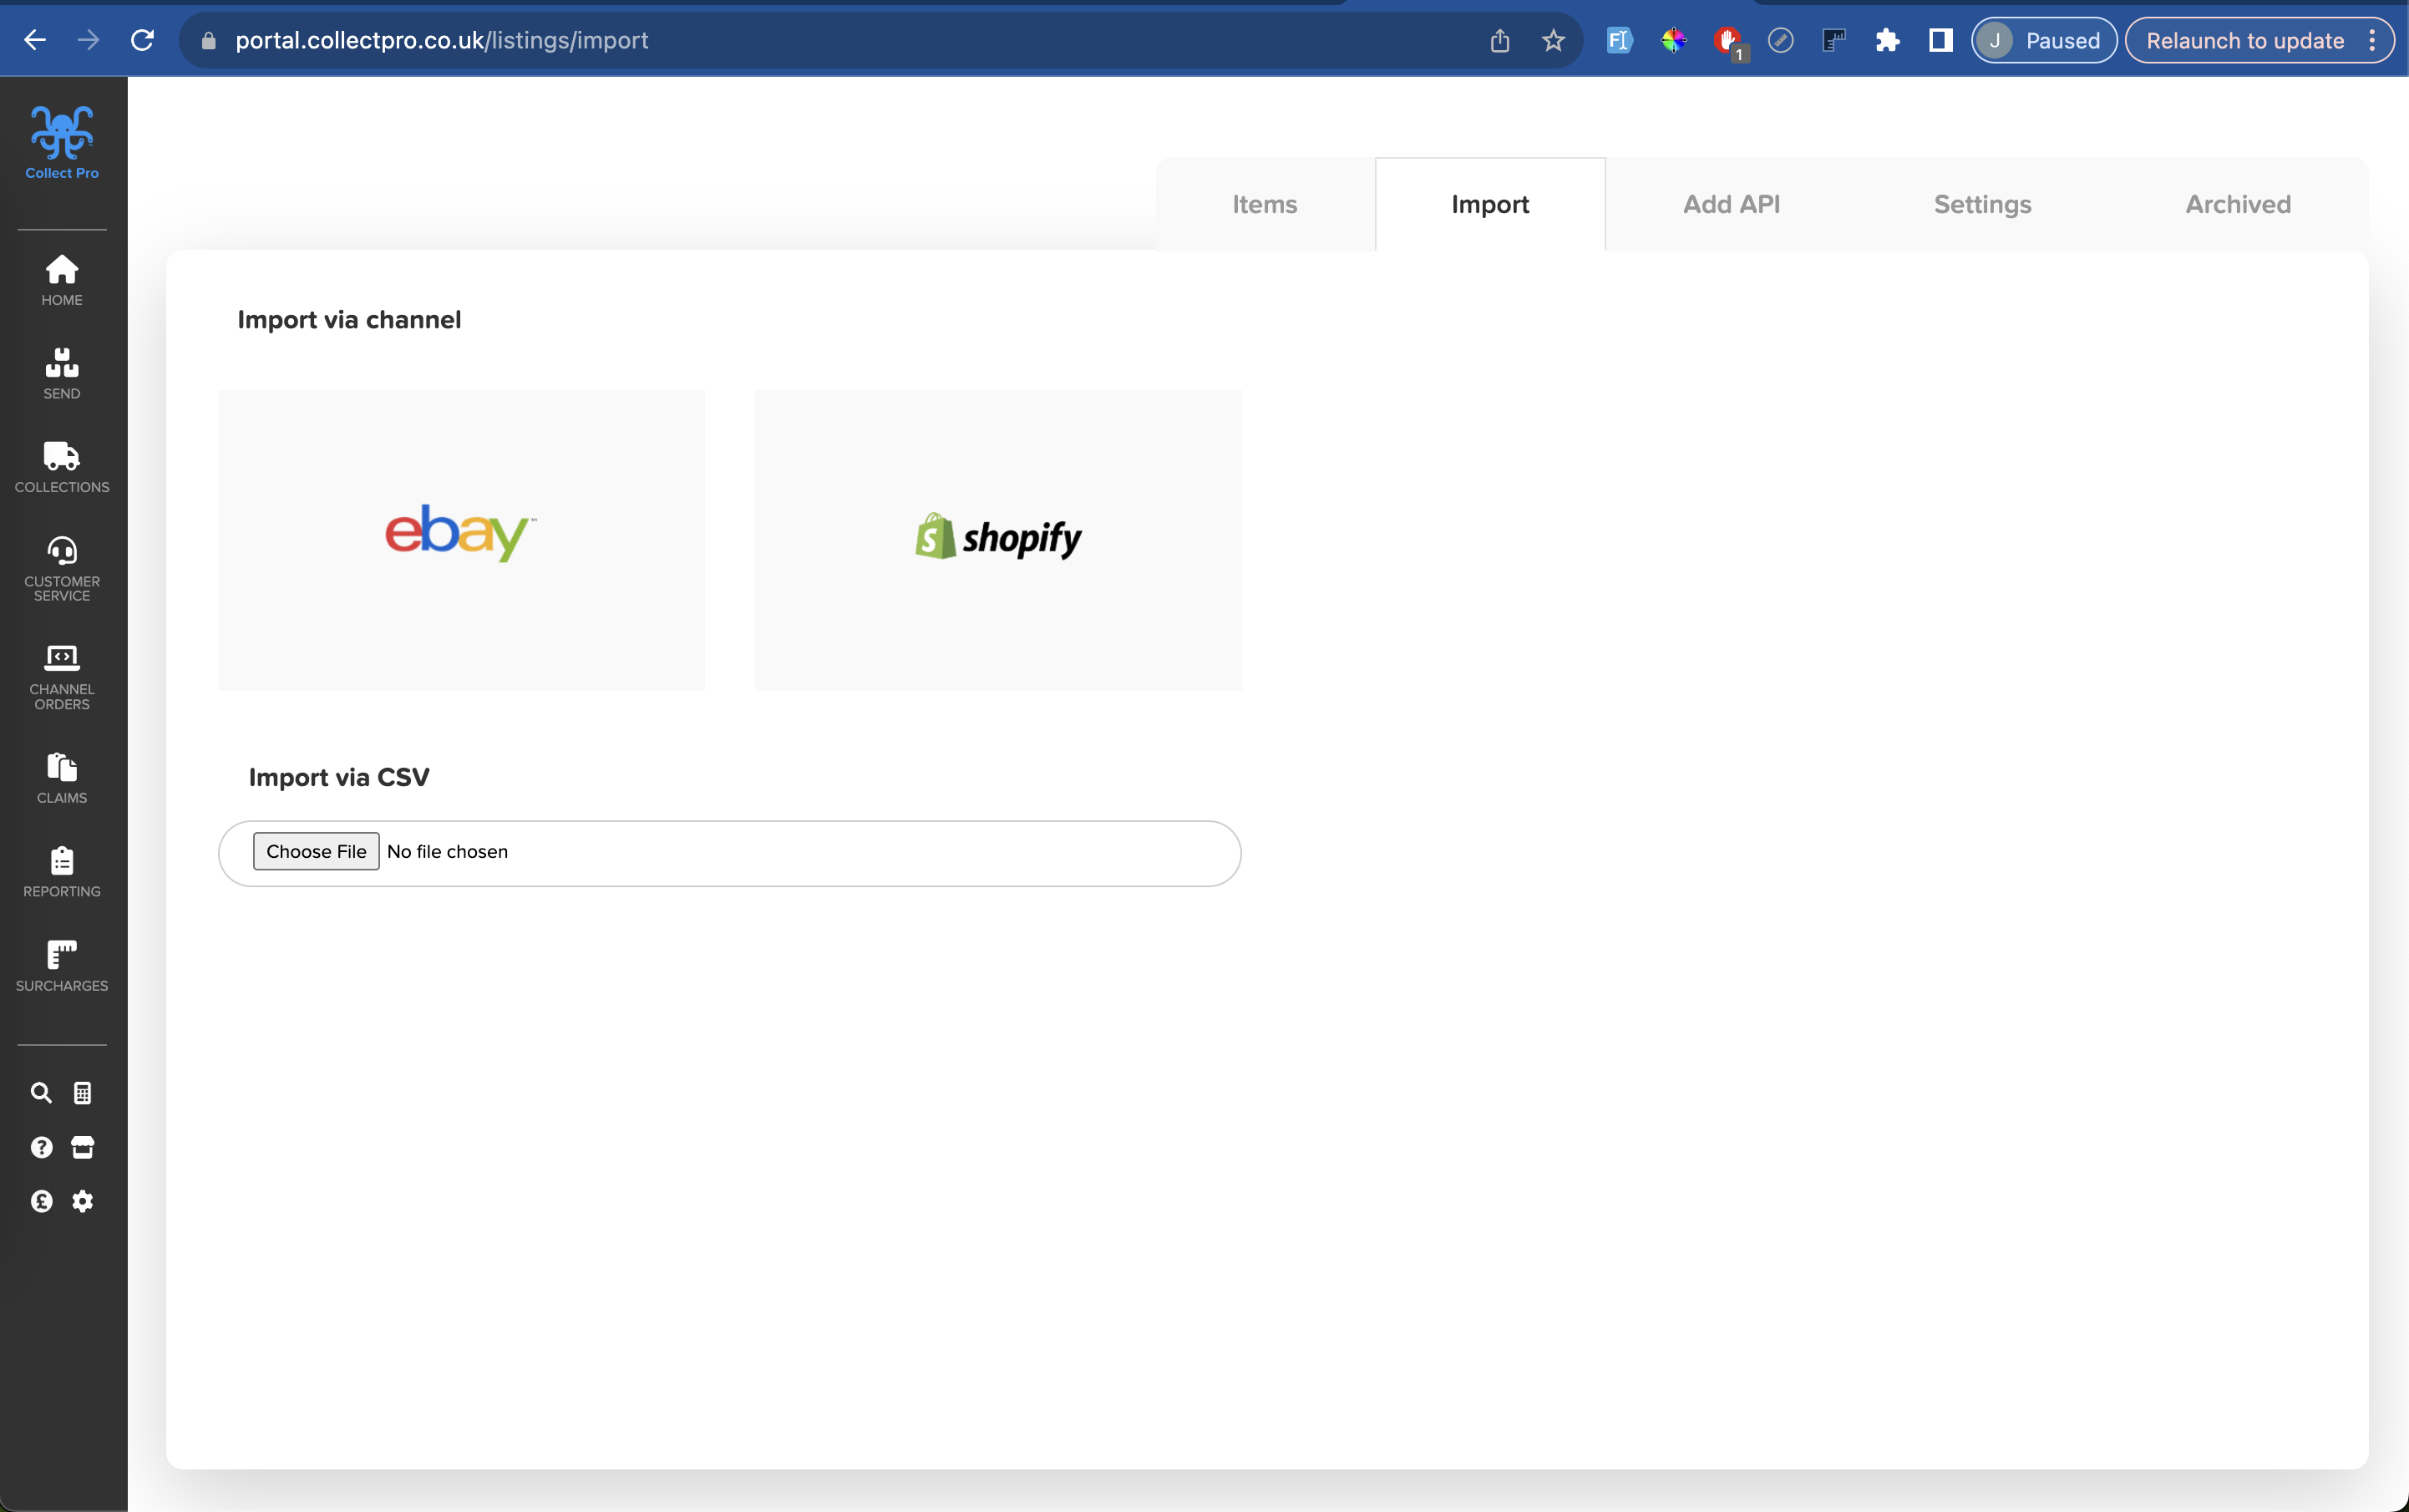 portal.collectpro.co.uk/listings/import
1
J
Paused
Relaunch to update
Collect Pro
HOME
SEND
COLLECTIONS
CUSTOMER
SERVICE
CHANNEL
ORDERS
CLAIMS
REPORTING
SURCHARGES
Items
Import
Add API
Settings
Archived
Import via channel
ebay™
shopify
Import via CSV
Choose File No file chosen